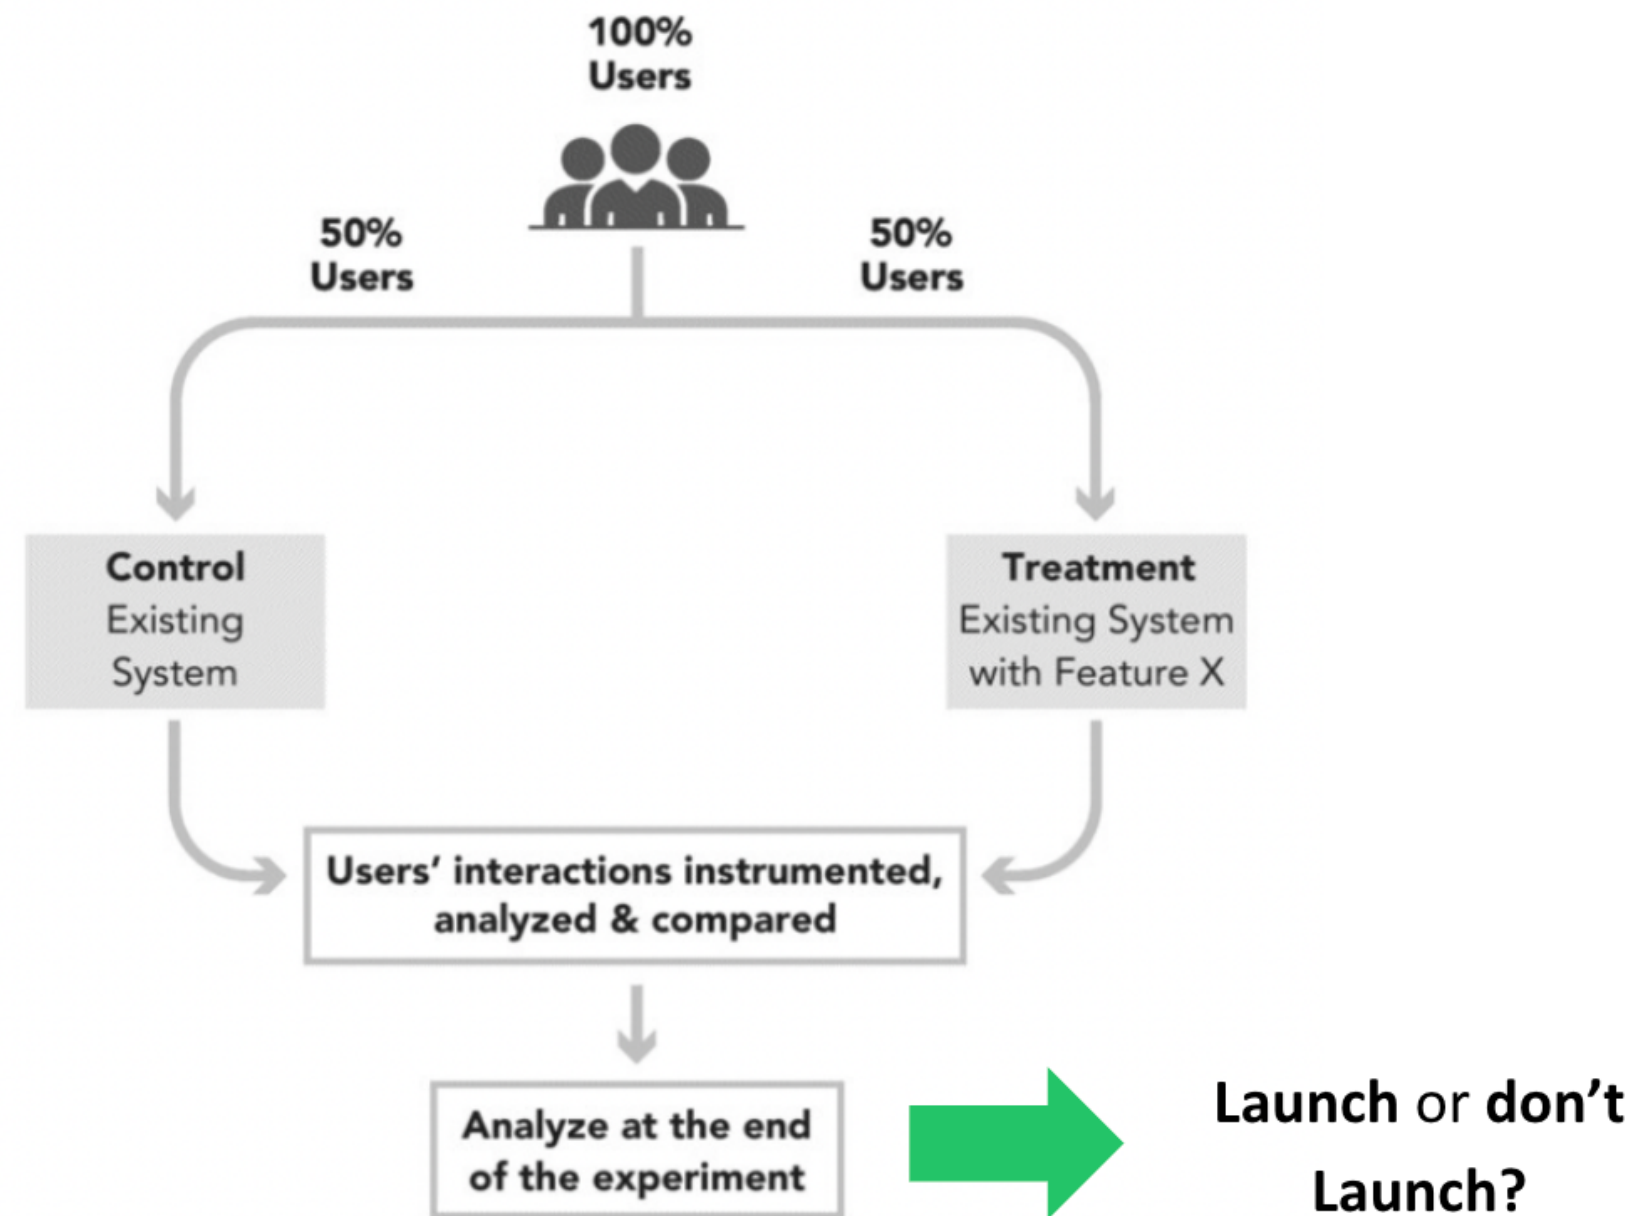 100%
Users
50%
Users
50%
Users
Control
Existing
System
Treatment
Existing System
with Feature X
Users’ interactions instrumented,
analyzed & compared
Analyze at the end
of the experiment
Launch or don’t
Launch?